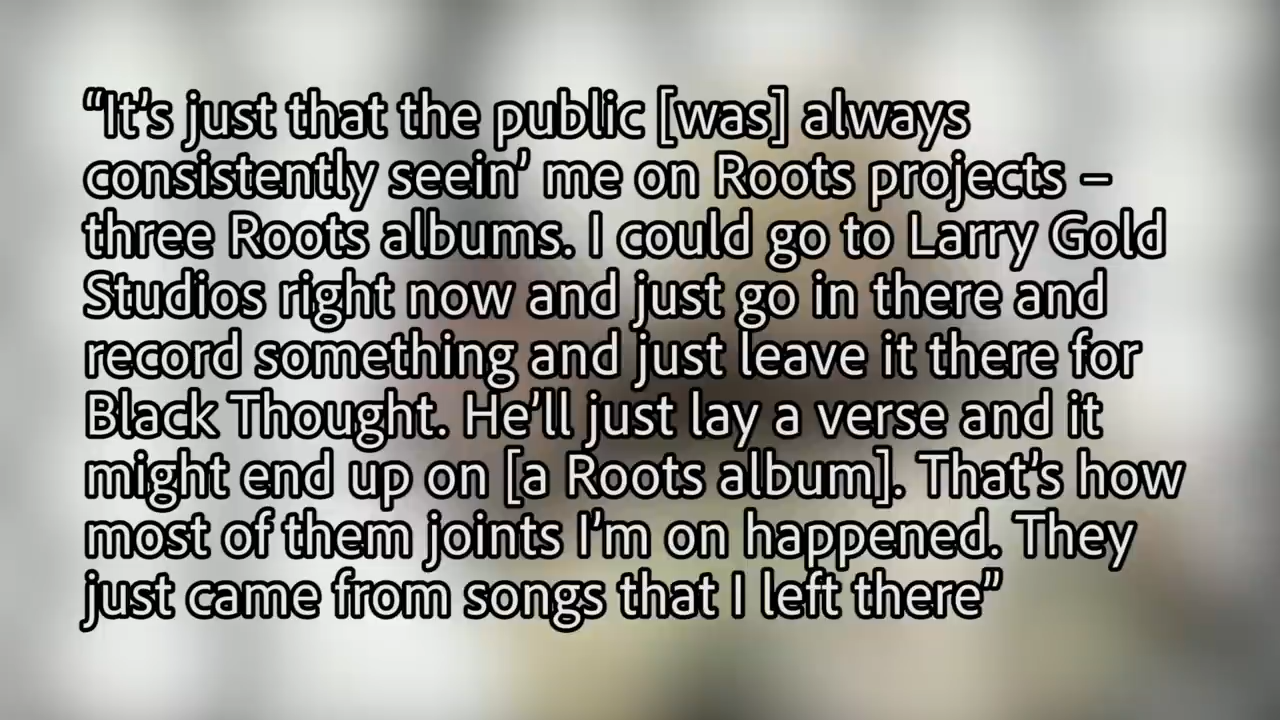 “It’s just that the public [was] always
consistently seein’ me on Roots projects –
three Roots albums. I could go to Larry Gold
Studios right now and just go in there and
record something and just leave it there for
Black Thought. He’ll just lay a verse and it
might end up on [a Roots album]. That’s how
most of them joints I’m on happened. They
just came from songs that I left there”